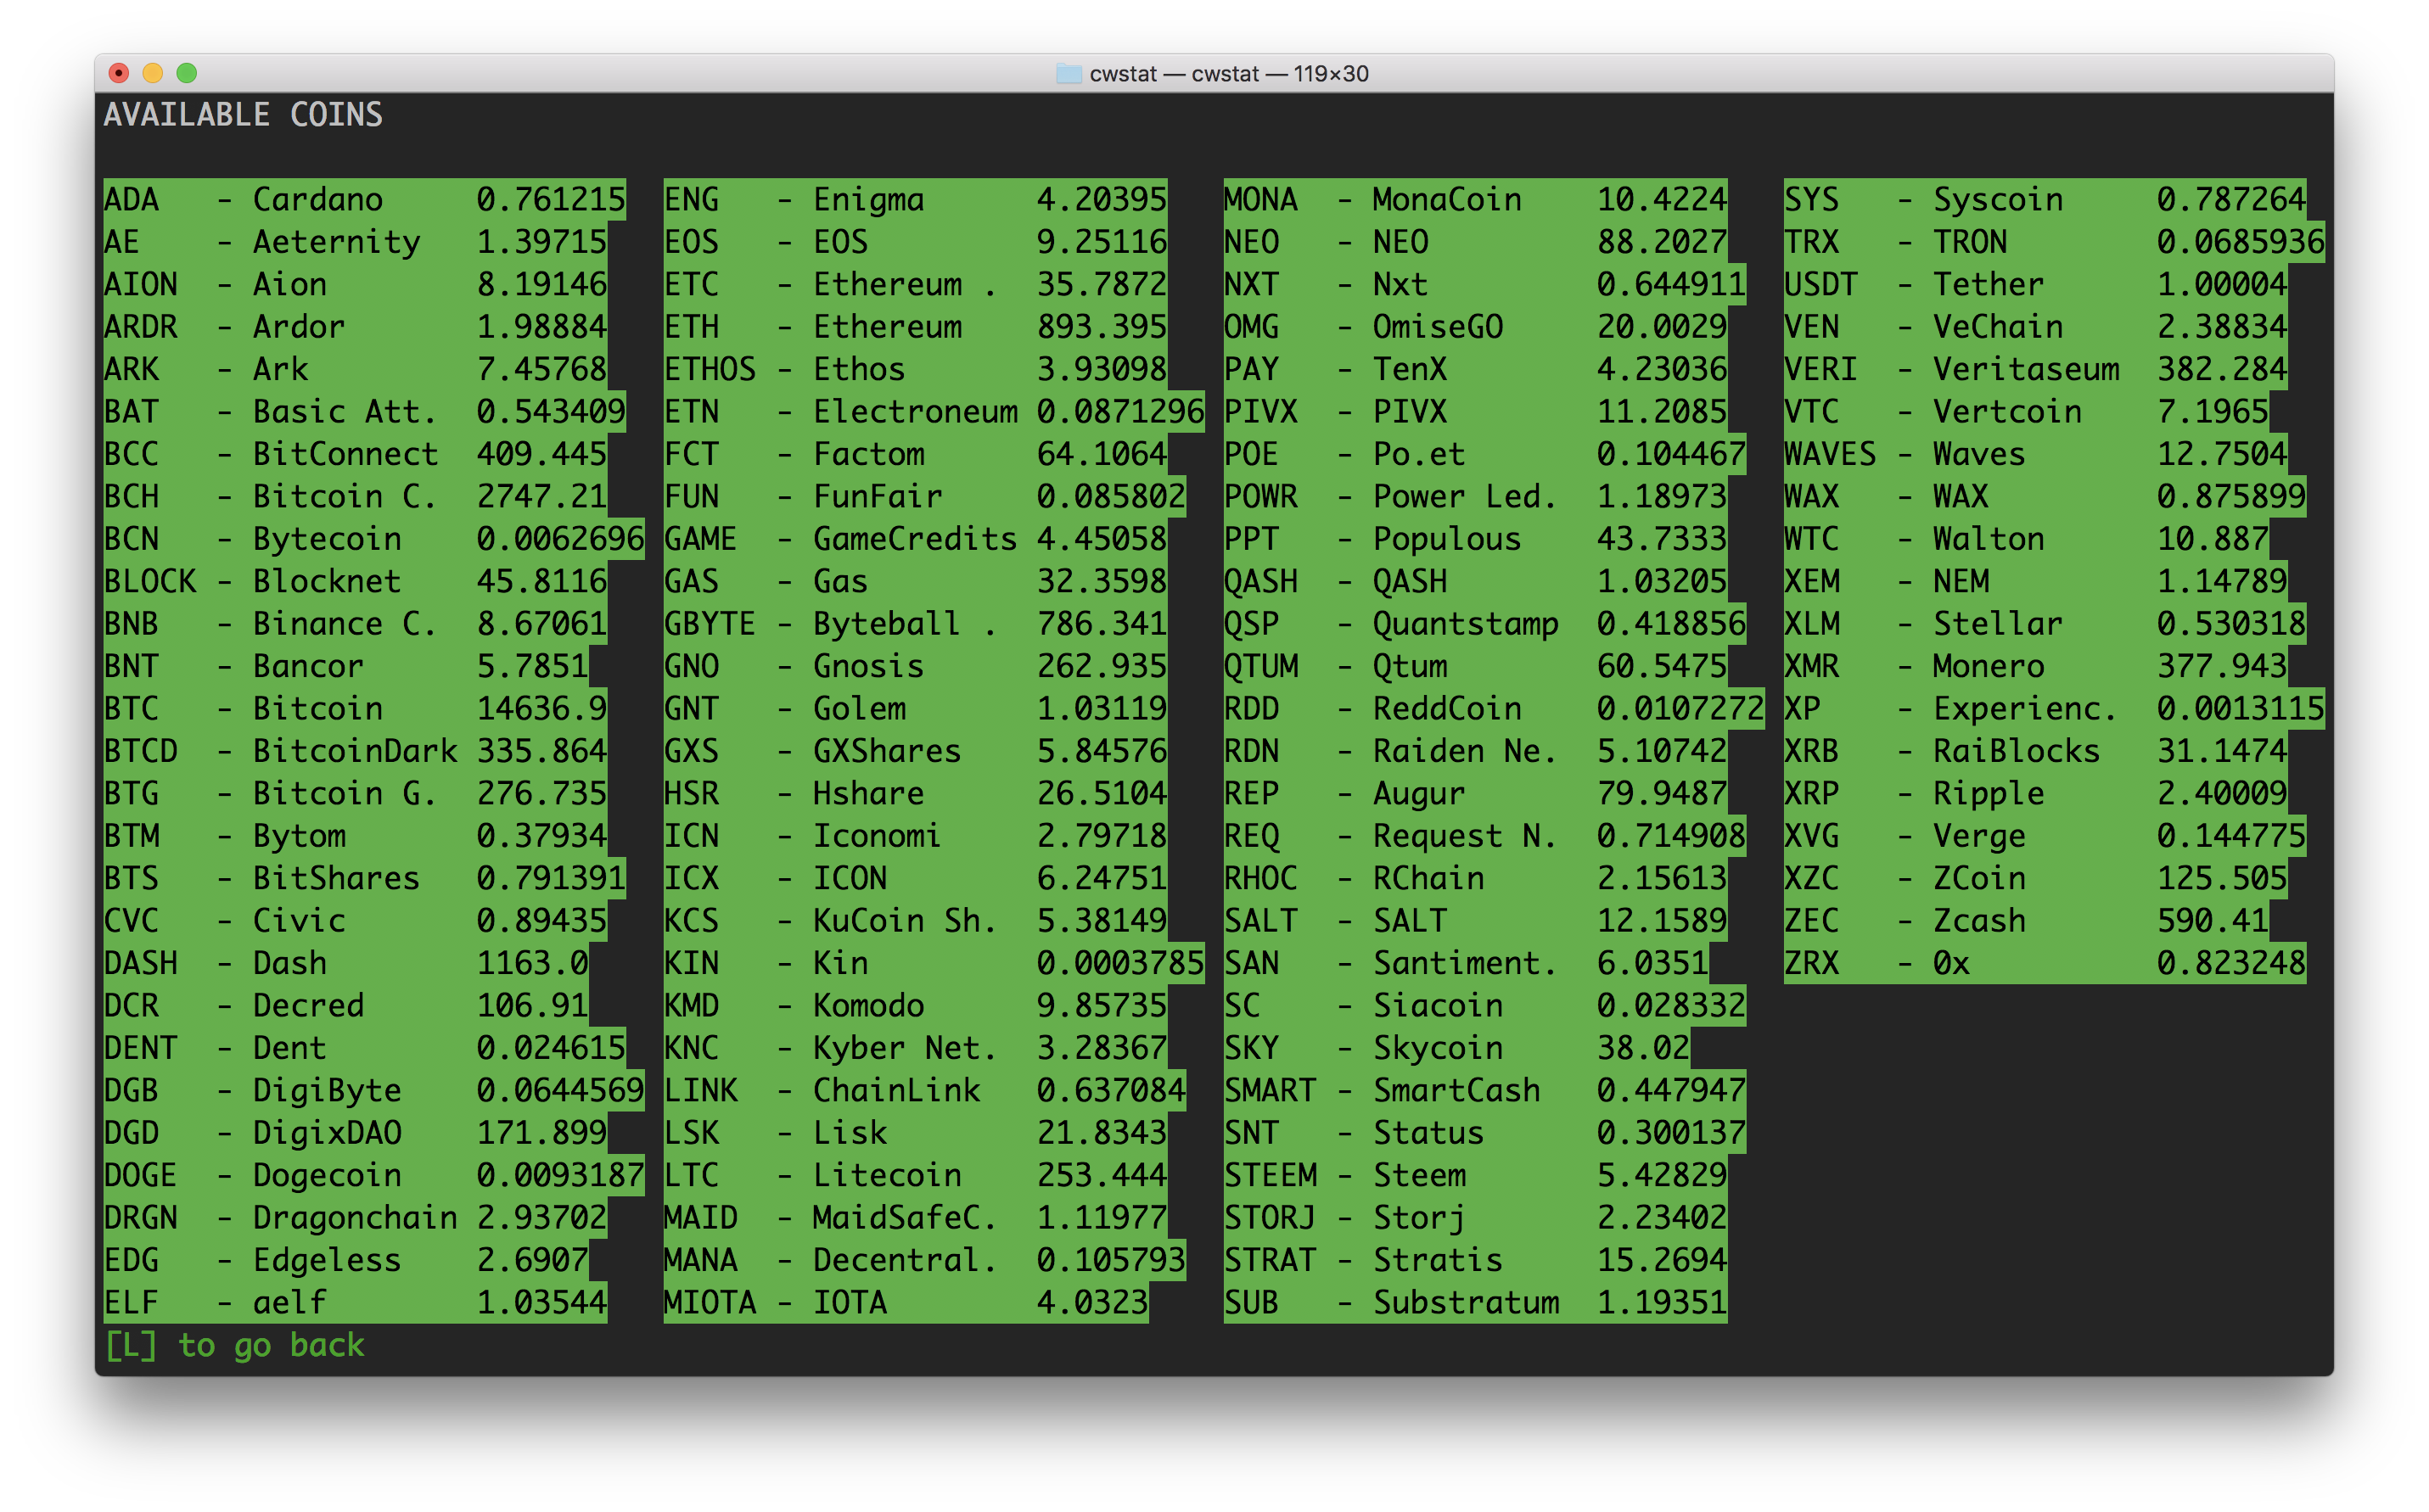 cwstat — cwstat — 119×30
AVAILABLE COINS
ADA - Cardano 0.761215 ENG - Enigma 4.20395 MONA - MonaCoin 10.4224 SYS - Syscoin 0.787264
AE - Aeternity 1.39715 EOS - EOS 9.25116 NEO - NEO 88.2027 TRX - TRON 0.0685936
AION - Aion 8.19146 ETC - Ethereum . 35.7872 NXT - Nxt 0.644911 USDT - Tether 1.00004
ARDR - Ardor 1.98884 ETH - Ethereum 893.395 OMG - OmiseGO 20.0029 VEN - VeChain 2.38834
ARK - Ark 7.45768 ETHOS - Ethos 3.93098 PAY - TenX 4.23036 VERI - Veritaseum 382.284
BAT - Basic Att. 0.543409 ETN - Electroneum 0.0871296 PIVX - PIVX 11.2085 VTC - Vertcoin 7.1965
BCC - BitConnect 409.445 FCT - Factom 64.1064 POE - Po.et 0.104467 WAVES - Waves 12.7504
BCH - Bitcoin C. 2747.21 FUN - FunFair 0.085802 POWR - Power Led. 1.18973 WAX - WAX 0.875899
BCN - Bytecoin 0.0062696 GAME - GameCredits 4.45058 PPT - Populous 43.7333 WTC - Walton 10.887
BLOCK - Blocknet 45.8116 GAS - Gas 32.3598 QASH - QASH 1.03205 XEM - NEM 1.14789
BNB - Binance C. 8.67061 GBYTE - Byteball . 786.341 QSP - Quantstamp 0.418856 XLM - Stellar 0.530318
BNT - Bancor 5.7851 GNO - Gnosis 262.935 QTUM - Qtum 60.5475 XMR - Monero 377.943
BTC - Bitcoin 14636.9 GNT - Golem 1.03119 RDD - ReddCoin 0.0107272 XP - Experienc. 0.0013115
BTCD - BitcoinDark 335.864 GXS - GXShares 5.84576 RDN - Raiden Ne. 5.10742 XRB - RaiBlocks 31.1474
BTG - Bitcoin G. 276.735 HSR - Hshare 26.5104 REP - Augur 79.9487 XRP - Ripple 2.40009
BTM - Bytom 0.37934 ICN - Iconomi 2.79718 REQ - Request N. 0.714908 XVG - Verge 0.144775
BTS - BitShares 0.791391 ICX - ICON 6.24751 RHOC - RChain 2.15613 XZC - ZCoin 125.505
CVC - Civic 0.89435 KCS - KuCoin Sh. 5.38149 SALT - SALT 12.1589 ZEC - Zcash 590.41
DASH - Dash 1163.0 KIN - Kin 0.0003785 SAN - Santiment. 6.0351 ZRX - 0x 0.823248
DCR - Decred 106.91 KMD - Komodo 9.85735 SC - Siacoin 0.028332
DENT - Dent 0.024615 KNC - Kyber Net. 3.28367 SKY - Skycoin 38.02
DGB - DigiByte 0.0644569 LINK - ChainLink 0.637084 SMART - SmartCash 0.447947
DGD - DigixDAO 171.899 LSK - Lisk 21.8343 SNT - Status 0.300137
DOGE - Dogecoin 0.0093187 LTC - Litecoin 253.444 STEEM - Steem 5.42829
DRGN - Dragonchain 2.93702 MAID - MaidSafeC. 1.11977 STORJ - Storj 2.23402
EDG - Edgeless 2.6907 MANA - Decentral. 0.105793 STRAT - Stratis 15.2694
ELF - aelf 1.03544 MIOTA - IOTA 4.0323 SUB - Substratum 1.19351
[L] to go back